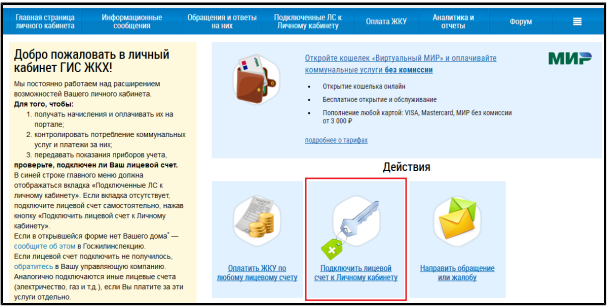 Главная страница личного кабинета
Информационные сообщения
Обращения и ответы на них
Подключенные ЛС к Личному кабинету
Оплата ЖКУ
Аналитика и отчеты
Форум
Добро пожаловать в личный
кабинет ГИС ЖКХ!
Мы постоянно работаем над расширением
возможностей Вашего личного кабинета.
Для того, чтобы:
1. получать начисления и оплачивать их на
портале;
2. контролировать потребление коммунальных
услуг и платежи за них;
3. передавать показания приборов учета,
проверьте, подключен ли Ваш лицевой счет.
В синей строке главного меню должна
отображаться вкладка «Подключенные ЛС к
личному кабинету». Если вкладка отсутствует,
подключите лицевой счет самостоятельно, нажав
кнопку «Подключить лицевой счет к Личному
кабинету».
Если в открывшейся форме нет Вашего дома* —
сообщите об этом в Госжилинспекцию.
Если лицевой счет подключить не получилось,
обратитесь в Вашу управляющую компанию.
Аналогично подключаются иные лицевые счета
(электричество, газ и т.д.), если Вы платите за эти
услуги отдельно.
Откройте кошелек «Виртуальный МИР» и оплачивайте
коммунальные услуги без комиссии
• Открытие кошелька онлайн
• Бесплатное открытие и обслуживание
• Пополнение любой картой: VISA, Mastercard, МИР без комиссии
от 3 000 ₽
подробнее о тарифах
МИР
Действия
Оплатить ЖКУ по
любому лицевому счету
Подключить лицевой
счет к Личному кабинету
Направить обращение
или жалобу